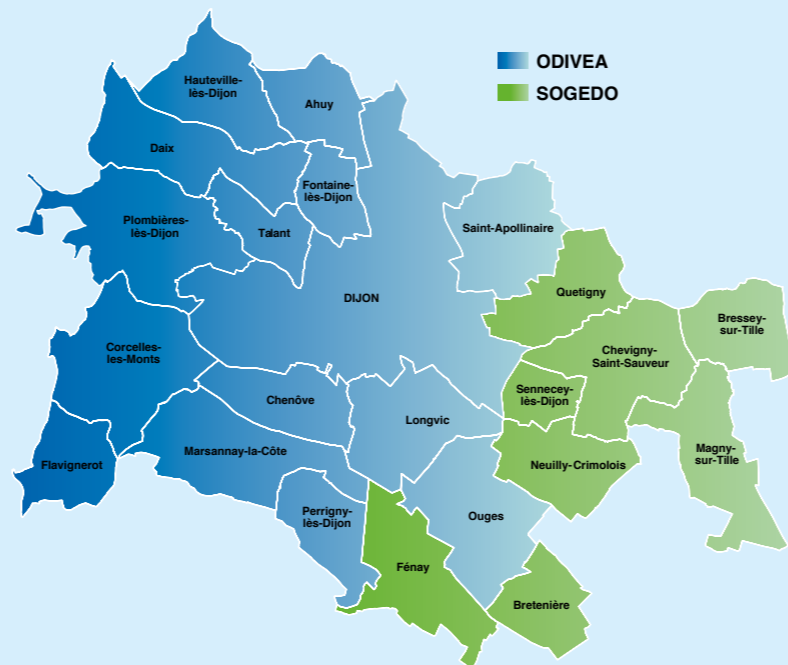 ODIVEA
SOGEDO
Hauteville-
lès-Dijon
Ahuy
Daix
Fontaine-
lès-Dijon
Plombières-
lès-Dijon
Talant
Saint-Apollinaire
DIJON
Quetigny
Bressey-
sur-Tille
Corcelles-
les-Monts
Chevigny-
Saint-Sauveur
Chenôve
Sennecey-
lès-Dijon
Longvic
Flavignerot
Marsannay-la-Côte
Neuilly-Crimolois
Magny-
sur-Tille
Perrigny-
lès-Dijon
Ouges
Fénay
Bretenière